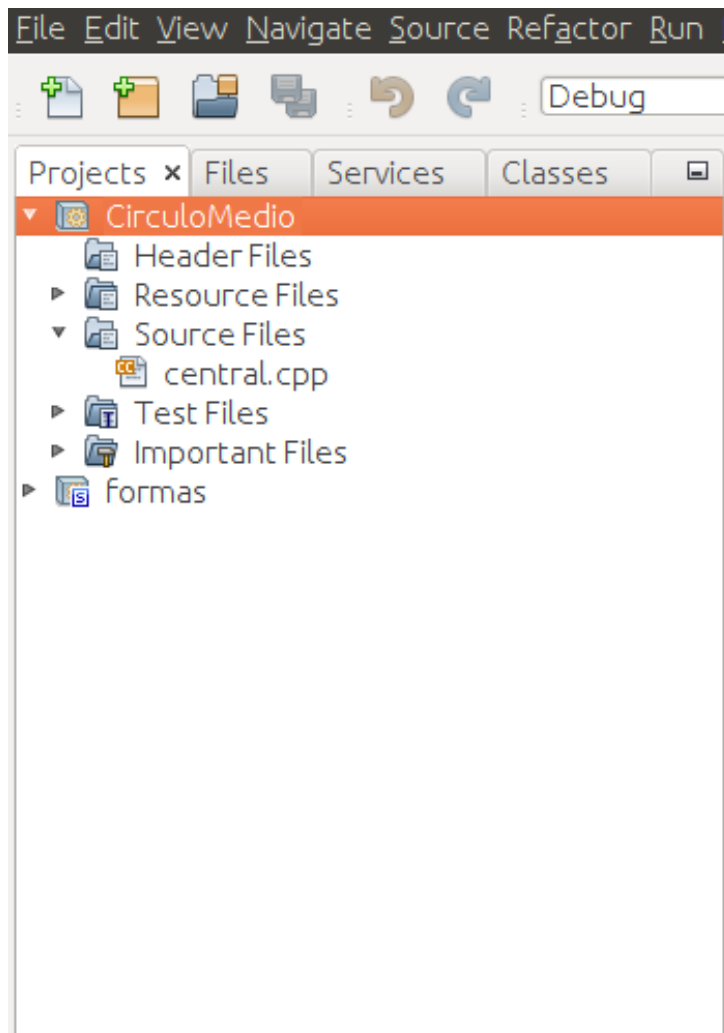 File Edit View Navigate Source Refactor Run
Debug
Projects Files Services Classes
CirculoMedio
Header Files
Resource Files
Source Files
central.cpp
Test Files
Important Files
formas